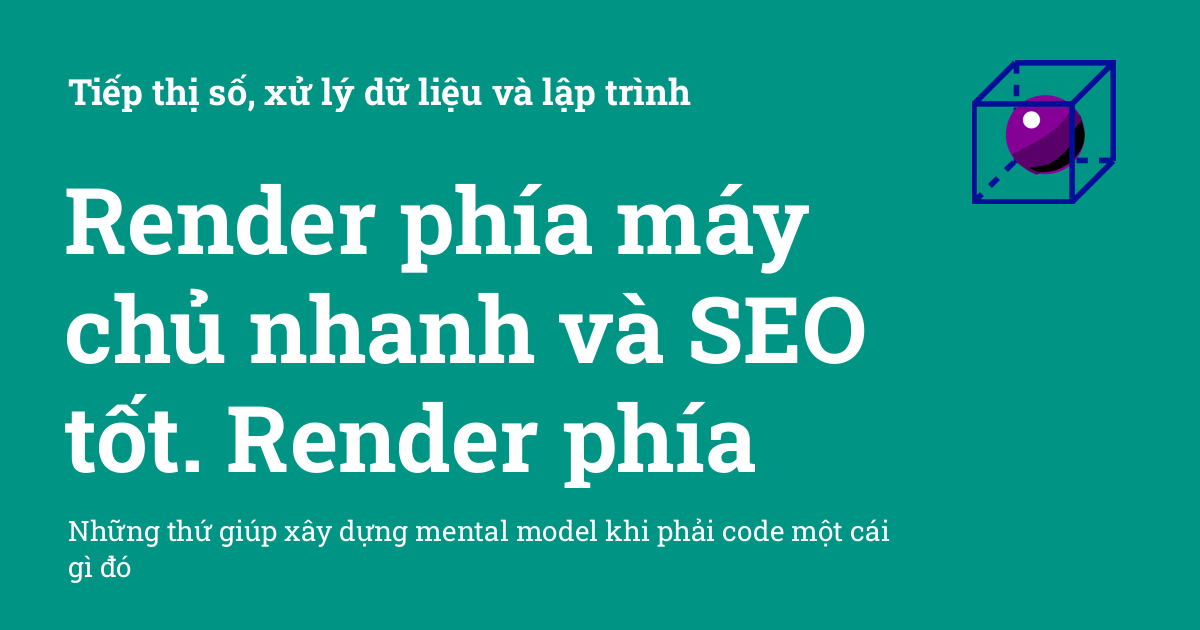 Tiếp thị số, xử lý dữ liệu và lập trình
Render phía máy
chủ nhanh và SEO
tốt. Render phía
Những thứ giúp xây dựng mental model khi phải code một cái
gì đó